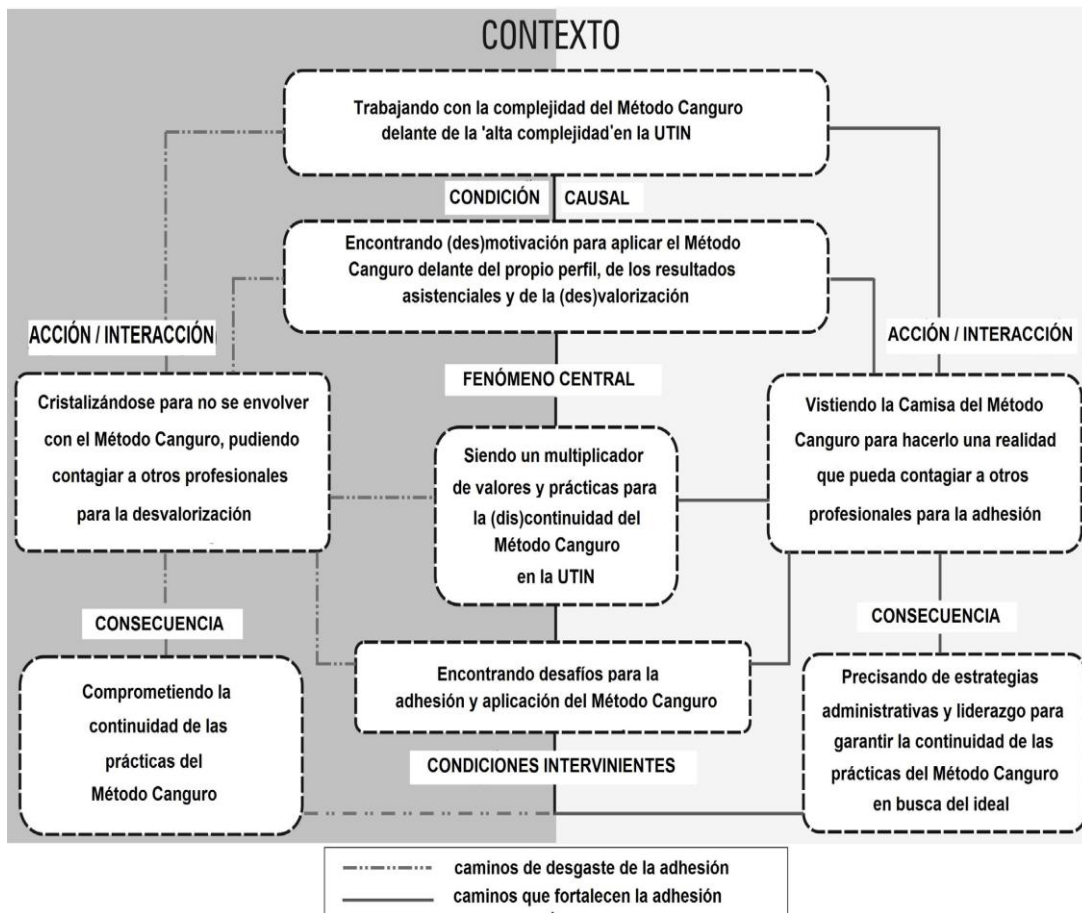 CONTEXTO
Trabajando con la complejidad del Método Canguro
delante de la 'alta complejidad'en la UTIN
CONDICIÓN CAUSAL
Encontrando (des)motivación para aplicar el Método
Canguro delante del propio perfil, de los resultados
asistenciales y de la (des)valorización
ACCIÓN / INTERACCIÓN
ACCIÓN / INTERACCIÓN
FENÓMENO CENTRAL
Cristalizándose para no se envolver
con el Método Canguro, pudiendo
contagiar a otros profesionales
para la desvalorización
Siendo un multiplicador
de valores y prácticas para
la (dis)continuidad del
Método Canguro
en la UTIN
Vistiendo la Camisa del Método
Canguro para hacerlo una realidad
que pueda contagiar a otros
profesionales para la adhesión
CONSECUENCIA
CONSECUENCIA
Comprometiendo la
continuidad de las
prácticas del
Método Canguro
Encontrando desafíos para la
adhesión y aplicación del Método Canguro
Precisando de estrategias
administrativas y liderazgo para
garantir la continuidad de las
prácticas del Método Canguro
en busca del ideal
CONDICIONES INTERVINIENTES
caminos de desgaste de la adhesión
caminos que fortalecen la adhesión